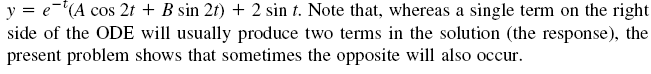 y = e⁻ᵗ(A cos 2t + B sin 2t) + 2 sin t. Note that, whereas a single term on the right
side of the ODE will usually produce two terms in the solution (the response), the
present problem shows that sometimes the opposite will also occur.